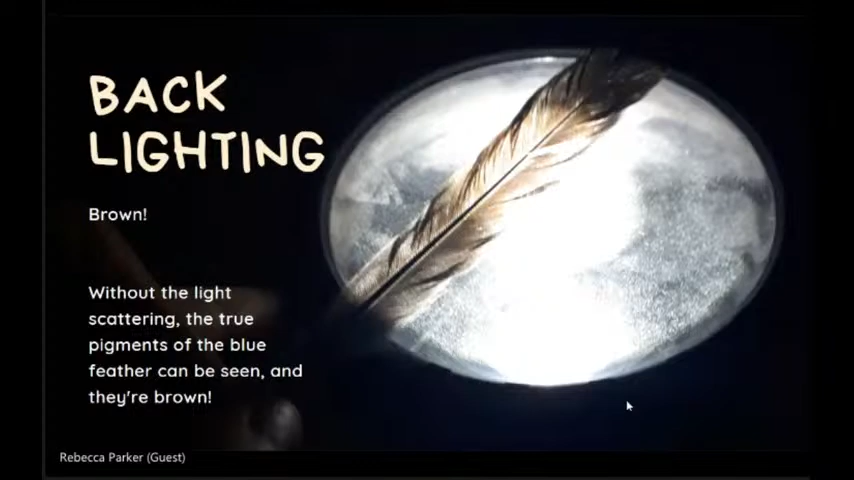 BACK
LIGHTING
Brown!
Without the light
scattering, the true
pigments of the blue
feather can be seen, and
they're brown!
Rebecca Parker (Guest)